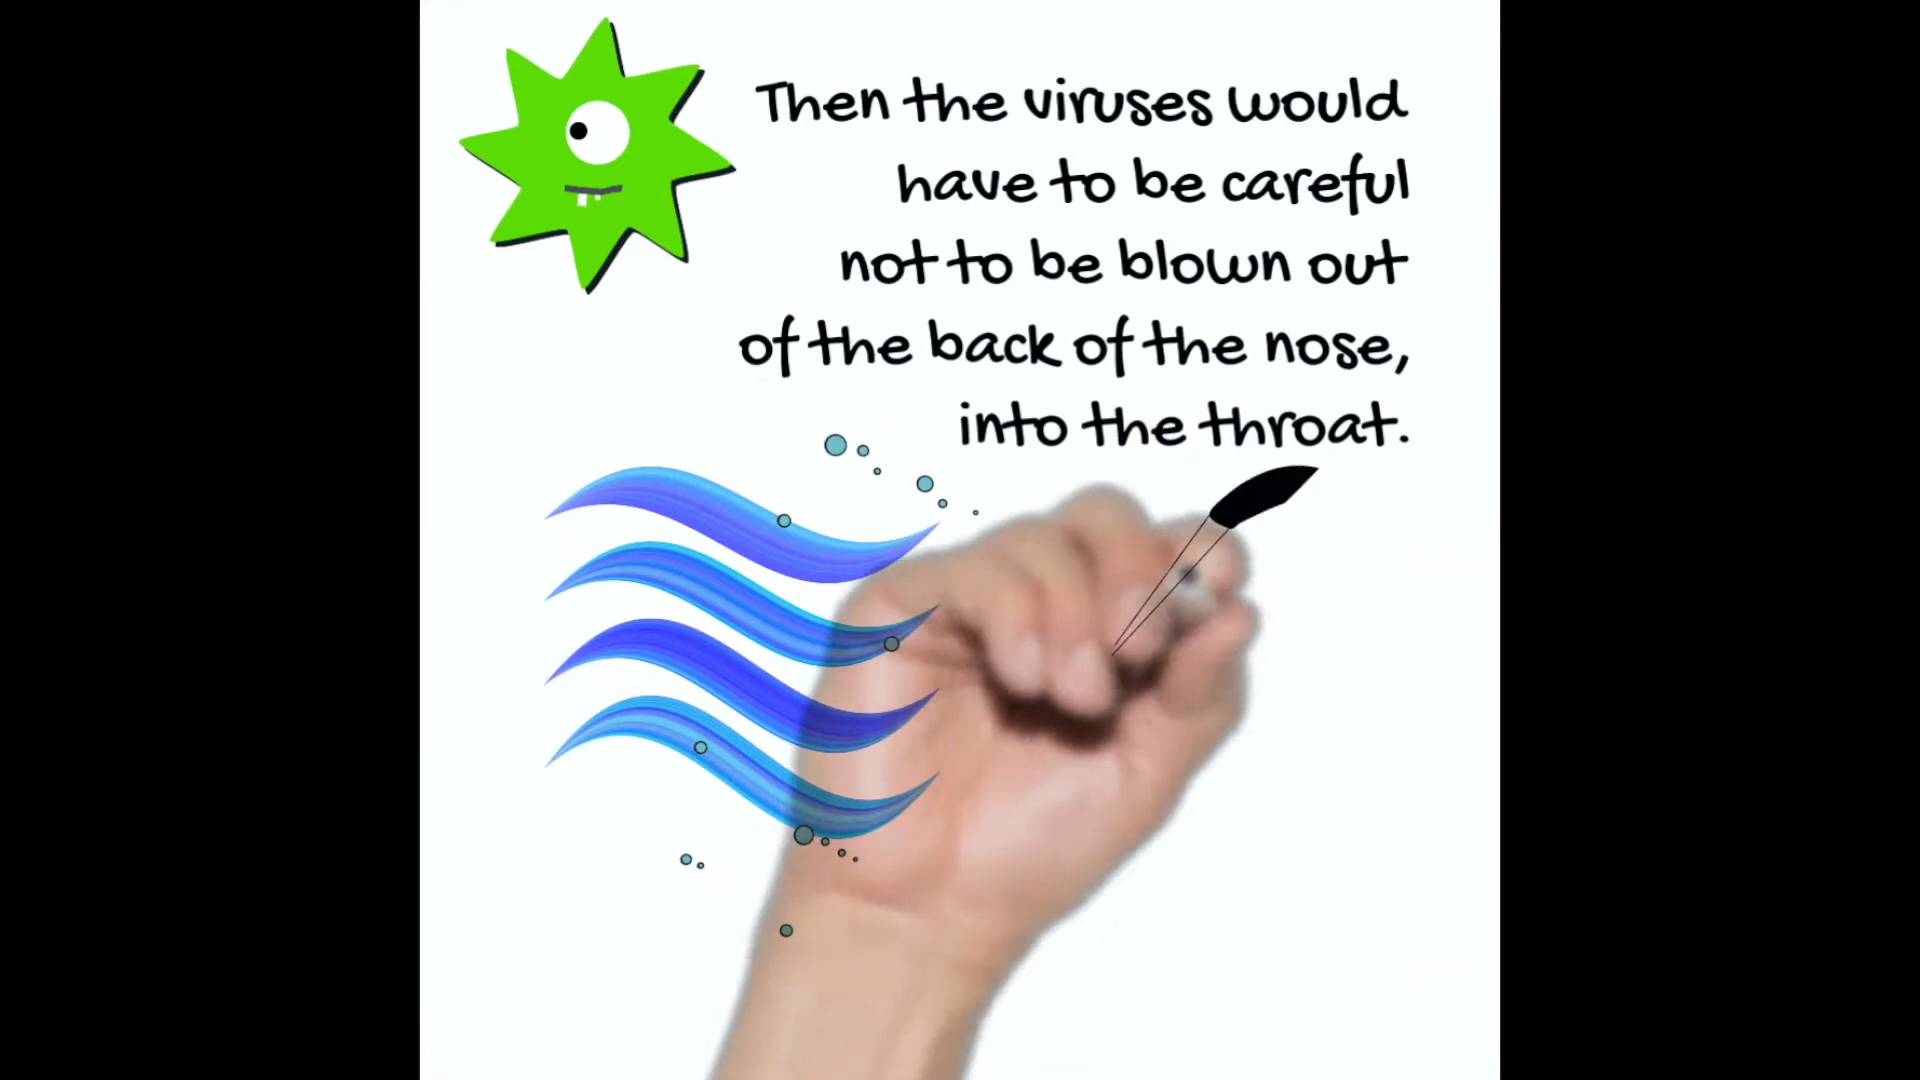 Then the viruses would
have to be careful
not to be blown out
of the back of the nose,
into the throat.